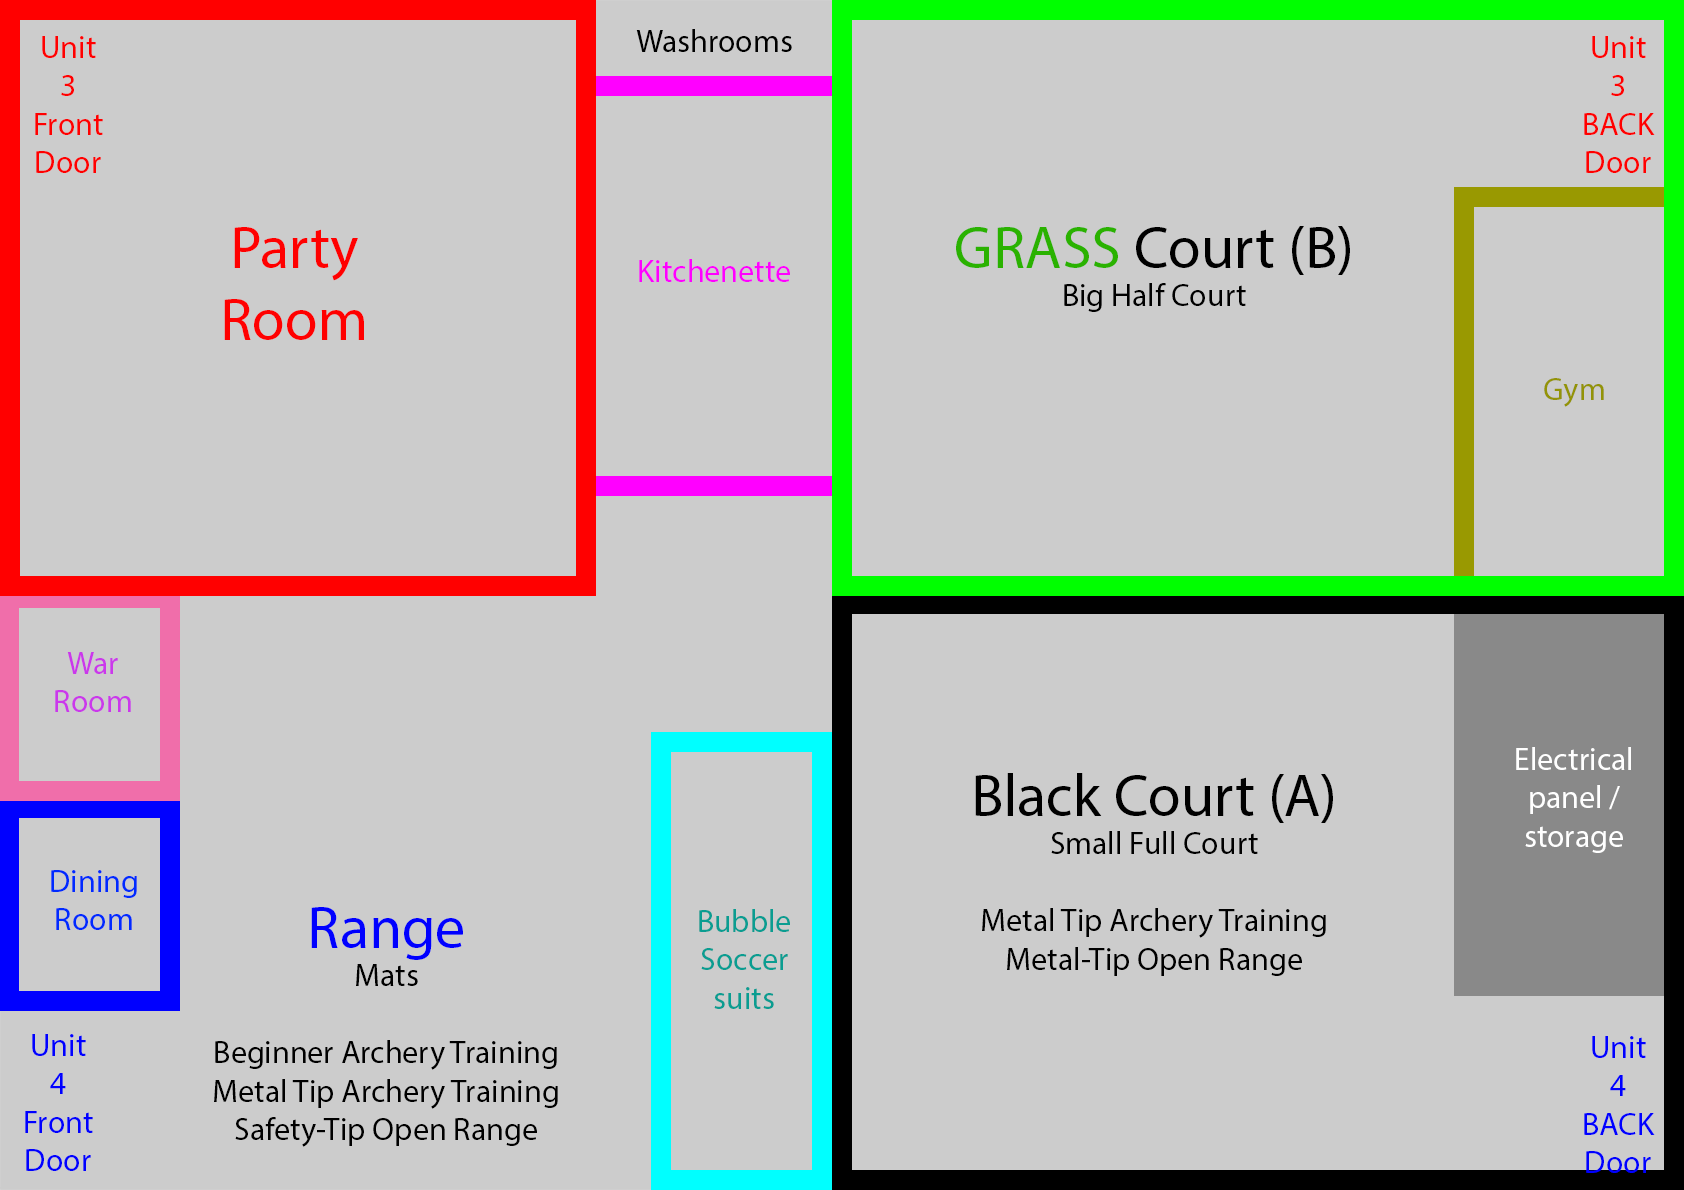 Unit
3
Front
Door
Party
Room
Washrooms
Kitchenette
GRASS Court (B)
Big Half Court
Unit
3
BACK
Door
Gym
War
Room
Dining
Room
Unit
4
Front
Door
Range
Mats
Beginner Archery Training
Metal Tip Archery Training
Safety-Tip Open Range
Bubble
Soccer
suits
Black Court (A)
Small Full Court
Metal Tip Archery Training
Metal-Tip Open Range
Electrical
panel /
storage
Unit
4
BACK
Door